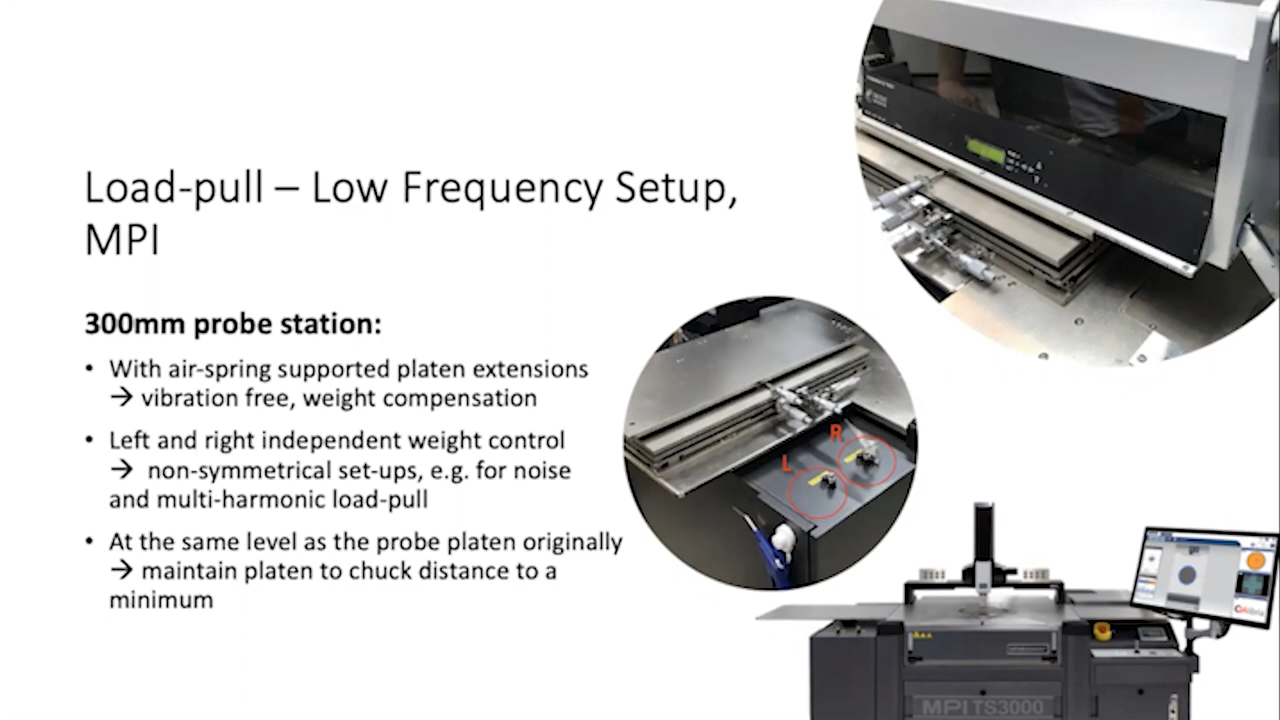 Load-pull – Low Frequency Setup,
MPI
300mm probe station:
• With air-spring supported platen extensions
→ vibration free, weight compensation
• Left and right independent weight control
→ non-symmetrical set-ups, e.g. for noise
and multi-harmonic load-pull
• At the same level as the probe platen originally
→ maintain platen to chuck distance to a
minimum
R
L
MPI TS3000